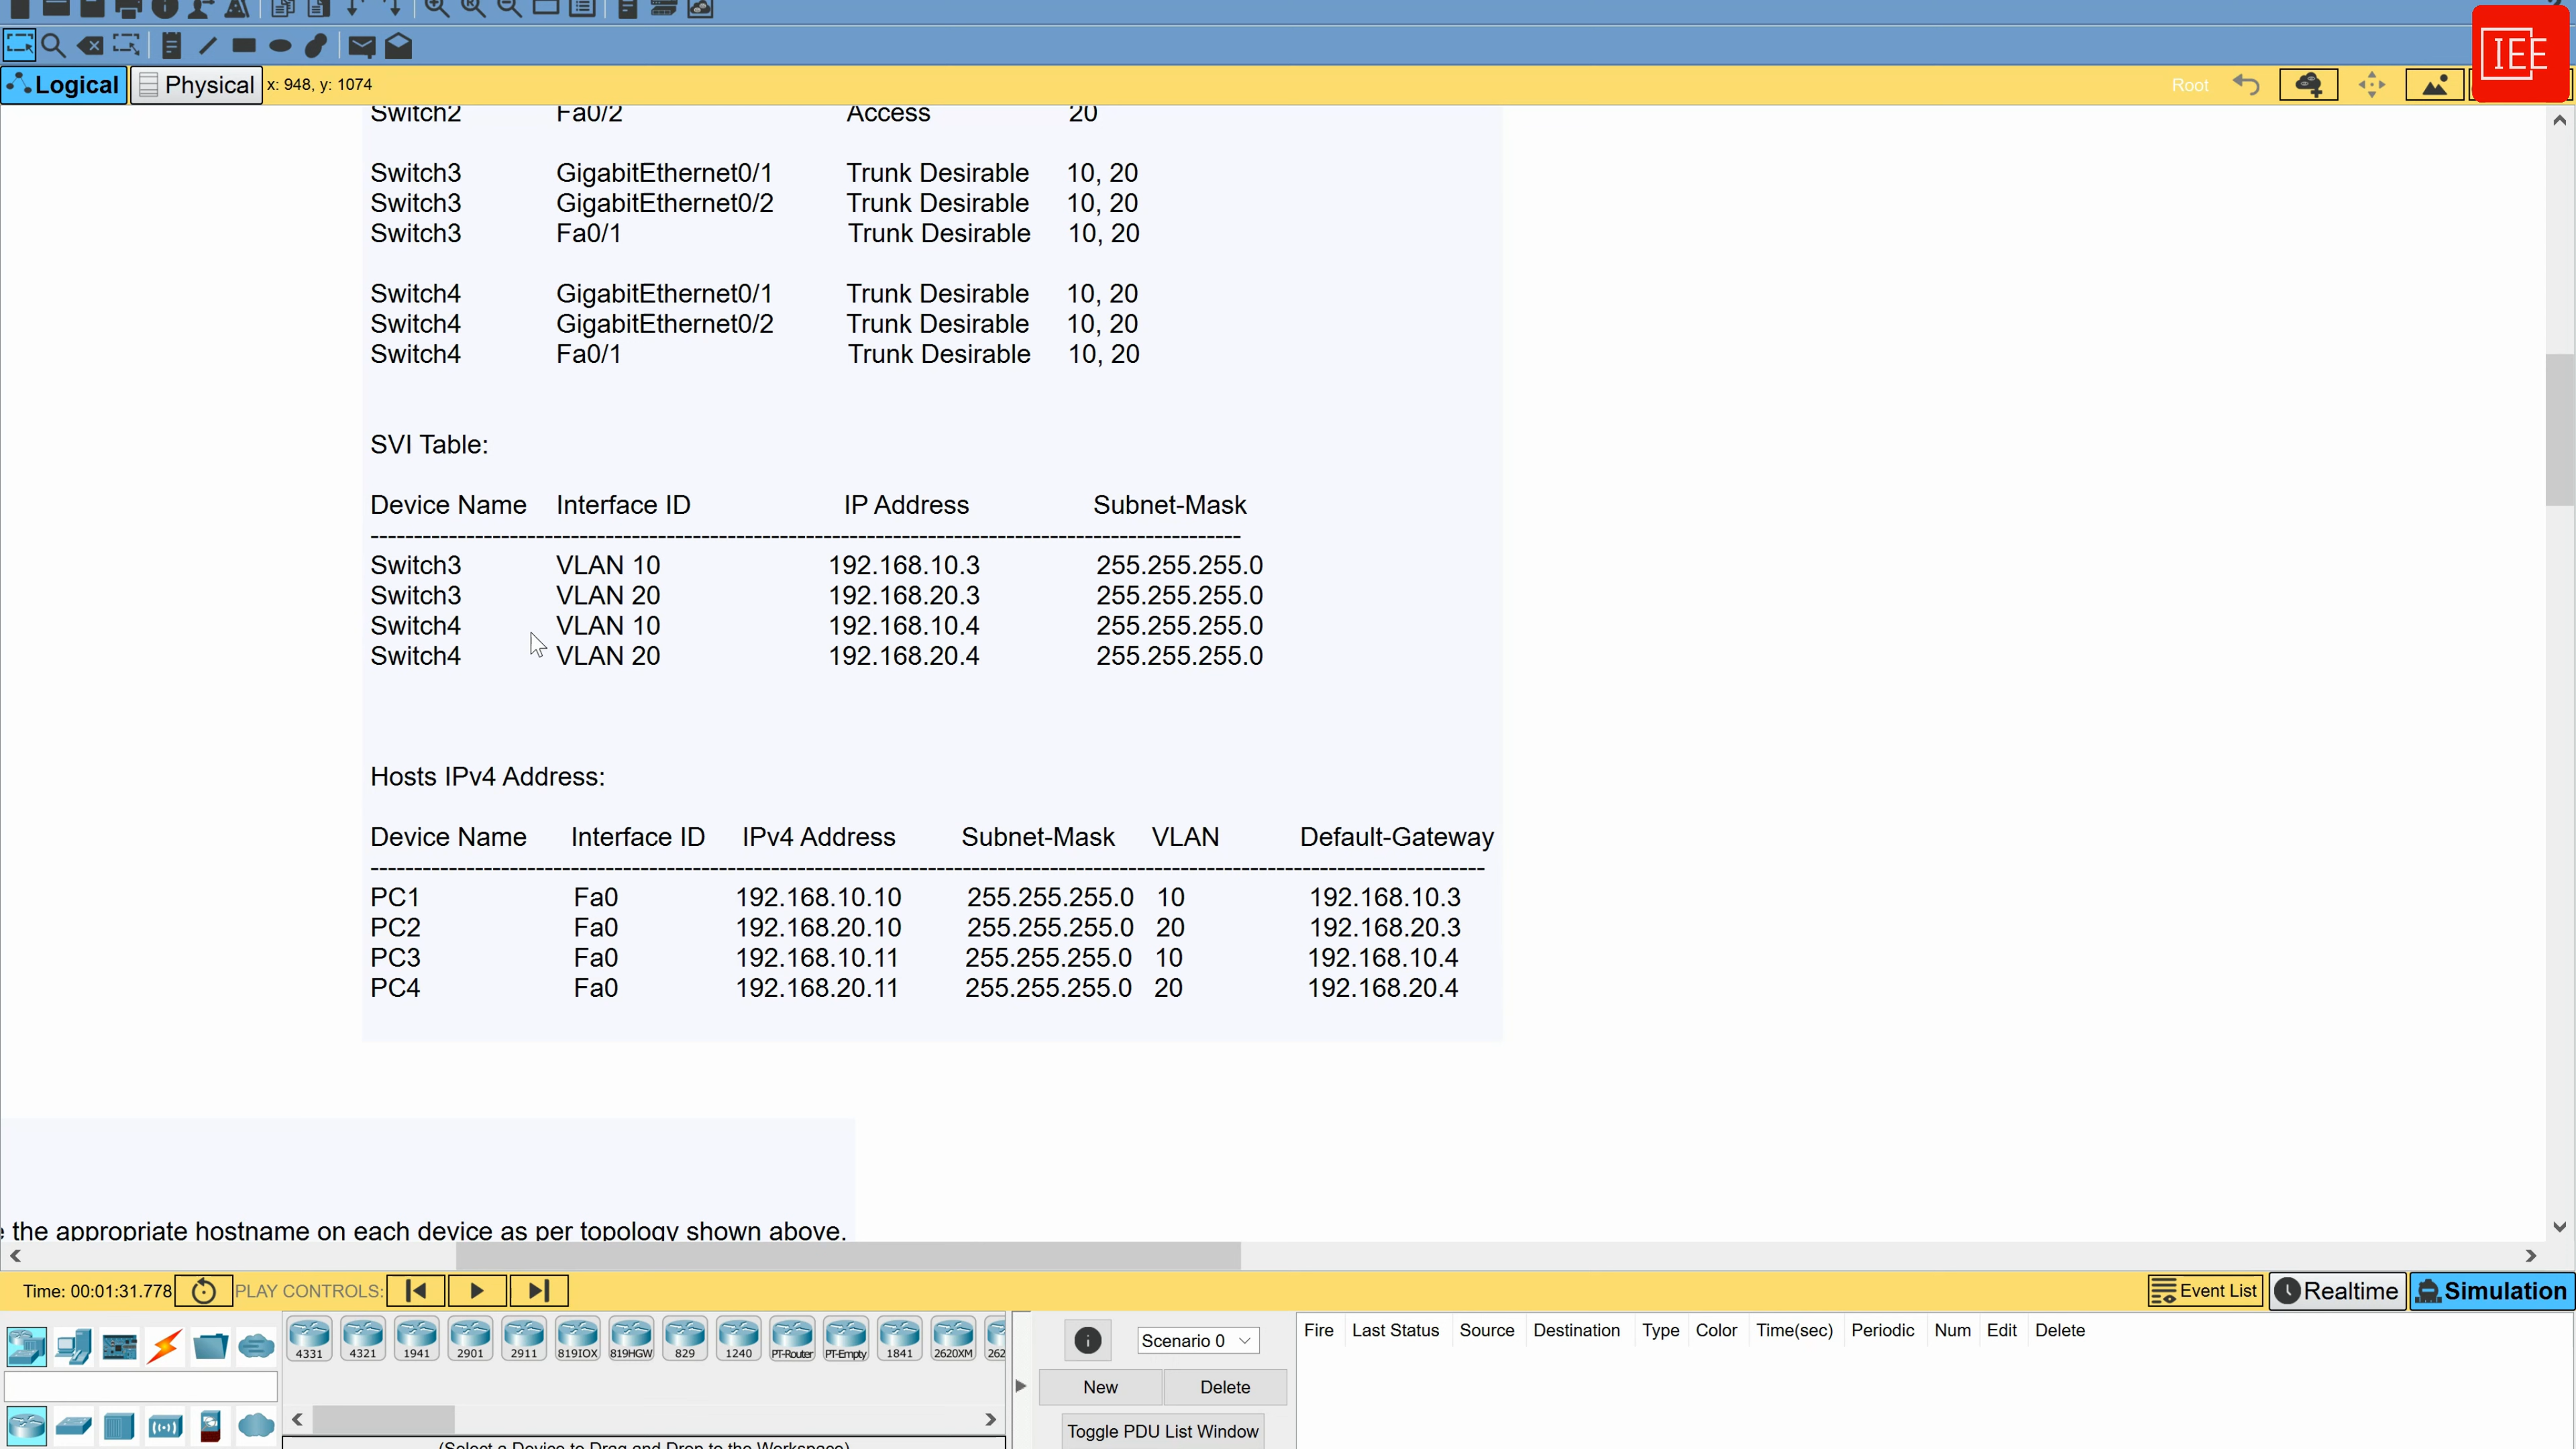 IEE
Logical Physical x: 948, y: 1074 Root
Switch2 Fa0/2 Access 20
Switch3 GigabitEthernet0/1 Trunk Desirable 10, 20
Switch3 GigabitEthernet0/2 Trunk Desirable 10, 20
Switch3 Fa0/1 Trunk Desirable 10, 20
Switch4 GigabitEthernet0/1 Trunk Desirable 10, 20
Switch4 GigabitEthernet0/2 Trunk Desirable 10, 20
Switch4 Fa0/1 Trunk Desirable 10, 20
SVI Table:
Device Name Interface ID IP Address Subnet-Mask
Switch3 VLAN 10 192.168.10.3 255.255.255.0
Switch3 VLAN 20 192.168.20.3 255.255.255.0
Switch4 VLAN 10 192.168.10.4 255.255.255.0
Switch4 VLAN 20 192.168.20.4 255.255.255.0
Hosts IPv4 Address:
Device Name Interface ID IPv4 Address Subnet-Mask VLAN Default-Gateway
PC1 Fa0 192.168.10.10 255.255.255.0 10 192.168.10.3
PC2 Fa0 192.168.20.10 255.255.255.0 20 192.168.20.3
PC3 Fa0 192.168.10.11 255.255.255.0 10 192.168.10.4
PC4 Fa0 192.168.20.11 255.255.255.0 20 192.168.20.4
the appropriate hostname on each device as per topology shown above.
Time: 00:01:31.778 PLAY CONTROLS: Event List Realtime Simulation
4331 4321 1941 2901 2911 819IOX 819HGW 829 1240 PT-Router PT-Empty 1841 2620XM 262
Scenario 0
Fire Last Status Source Destination Type Color Time(sec) Periodic Num Edit Delete
New Delete
Toggle PDU List Window
(Select a Device to Drag and Drop to the Workspace)